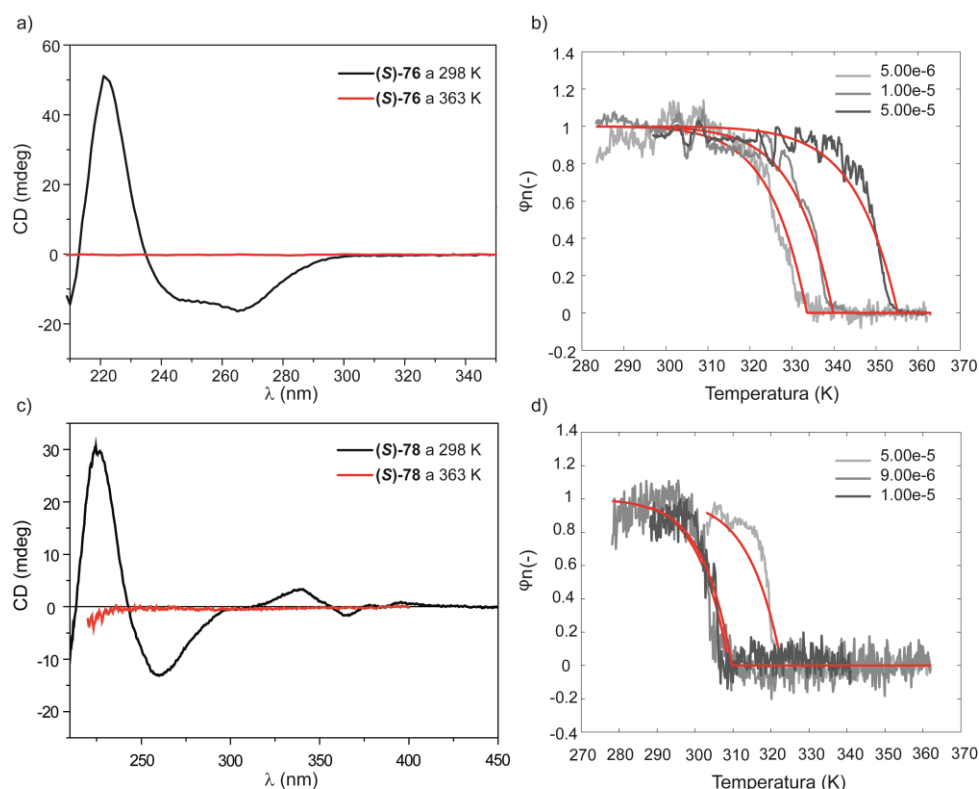 a)
CD (mdeg)
60
40
20
0
-20
220 240 260 280 300 320 340
λ (nm)
(S)-76 a 298 K
(S)-76 a 363 K
b)
φn(-)
1.4
1.2
1
0.8
0.6
0.4
0.2
0
-0.2
280 290 300 310 320 330 340 350 360 370
Temperatura (K)
5.00e-6
1.00e-5
5.00e-5
c)
CD (mdeg)
30
20
10
0
-10
-20
250 300 350 400 450
λ (nm)
(S)-78 a 298 K
(S)-78 a 363 K
d)
φn(-)
1.4
1.2
1
0.8
0.6
0.4
0.2
0
-0.2
-0.4
270 280 290 300 310 320 330 340 350 360 370
Temperatura (K)
5.00e-5
9.00e-6
1.00e-5